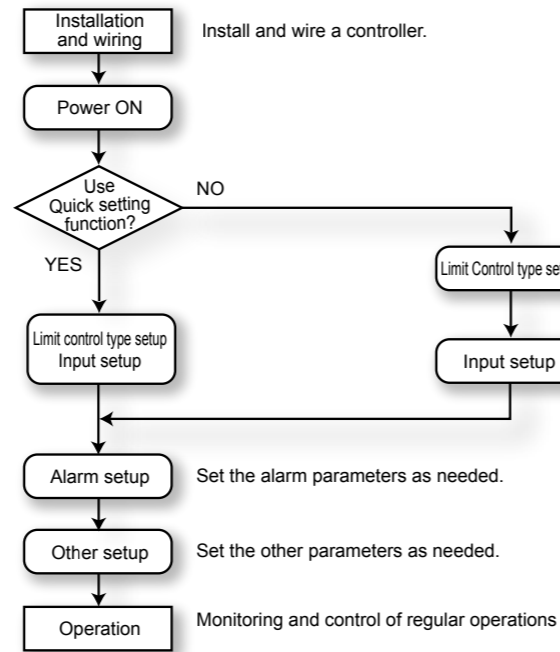 Installation
and wiring
Install and wire a controller.
Power ON
Use
Quick setting
function?
NO
YES
Limit control type setup
Input setup
Limit Control type
Input setup
Alarm setup
Set the alarm parameters as needed.
Other setup
Set the other parameters as needed.
Operation
Monitoring and control of regular operations